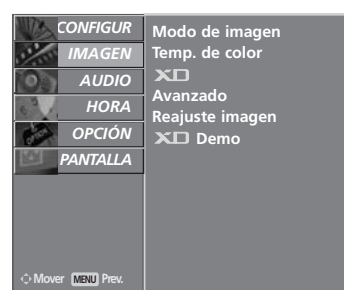 CONFIGUR
IMAGEN
AUDIO
HORA
OPCIÓN
PANTALLA
Mover MENU Prev.
Modo de imagen
Temp. de color
XD
Avanzado
Reajuste imagen
XD Demo